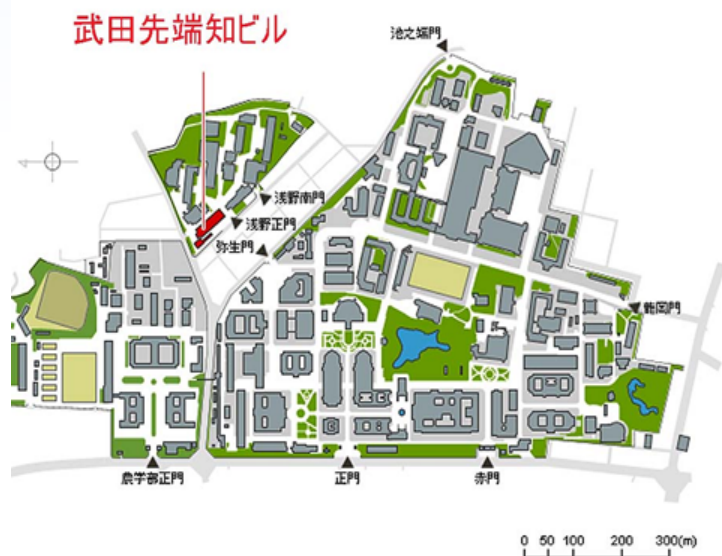 武田先端知ビル
池之端門
浅野南門
浅野正門
弥生門
龍岡門
農学部正門
正門
赤門
0 50 100 200 300(m)